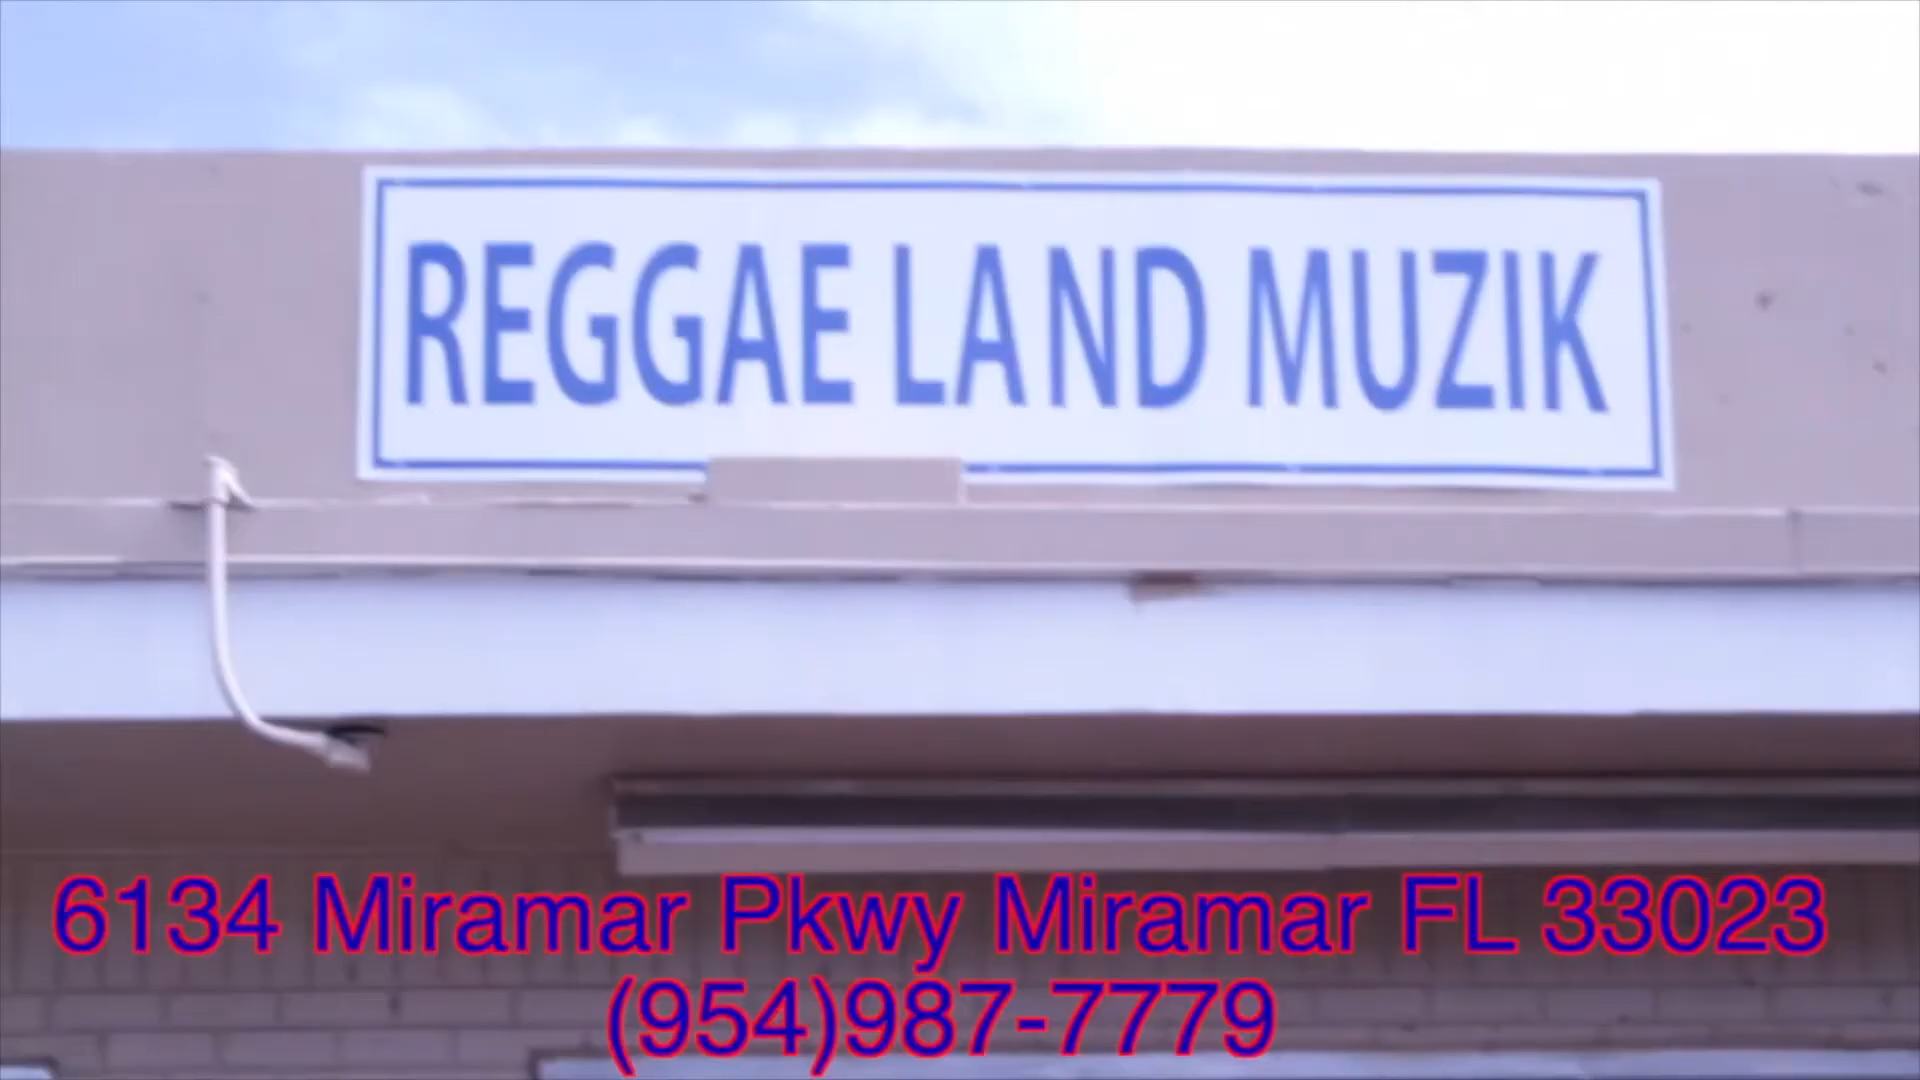 REGGAE LAND MUZIK
6134 Miramar Pkwy Miramar FL 33023
(954)987-7779